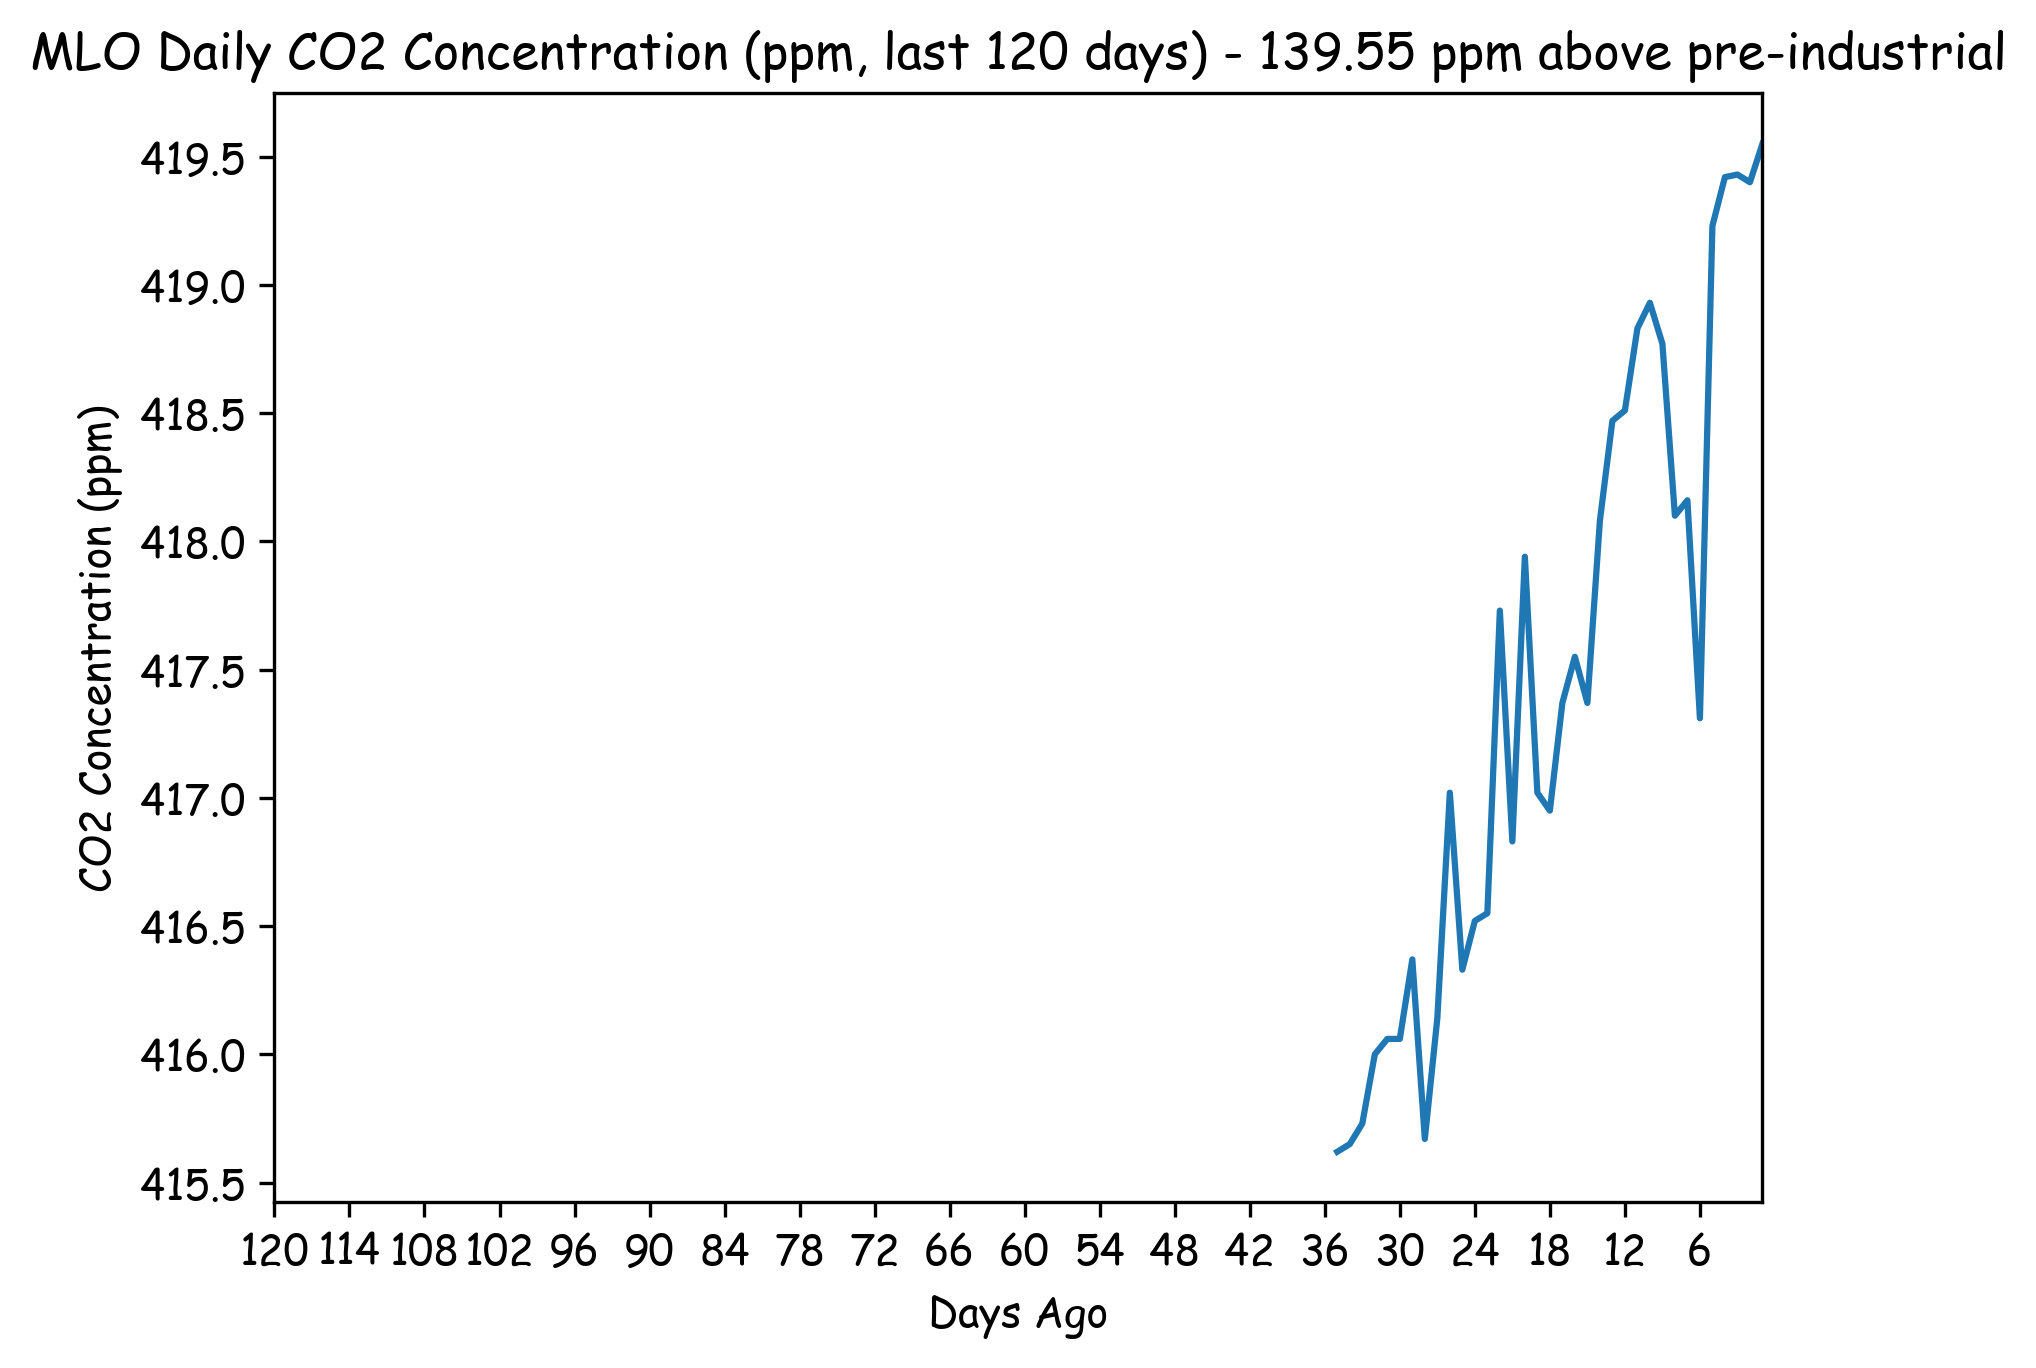 MLO Daily CO2 Concentration (ppm, last 120 days) - 139.55 ppm above pre-industrial
CO2 Concentration (ppm)
419.5
419.0
418.5
418.0
417.5
417.0
416.5
416.0
415.5
120 114 108 102 96 90 84 78 72 66 60 54 48 42 36 30 24 18 12 6
Days Ago